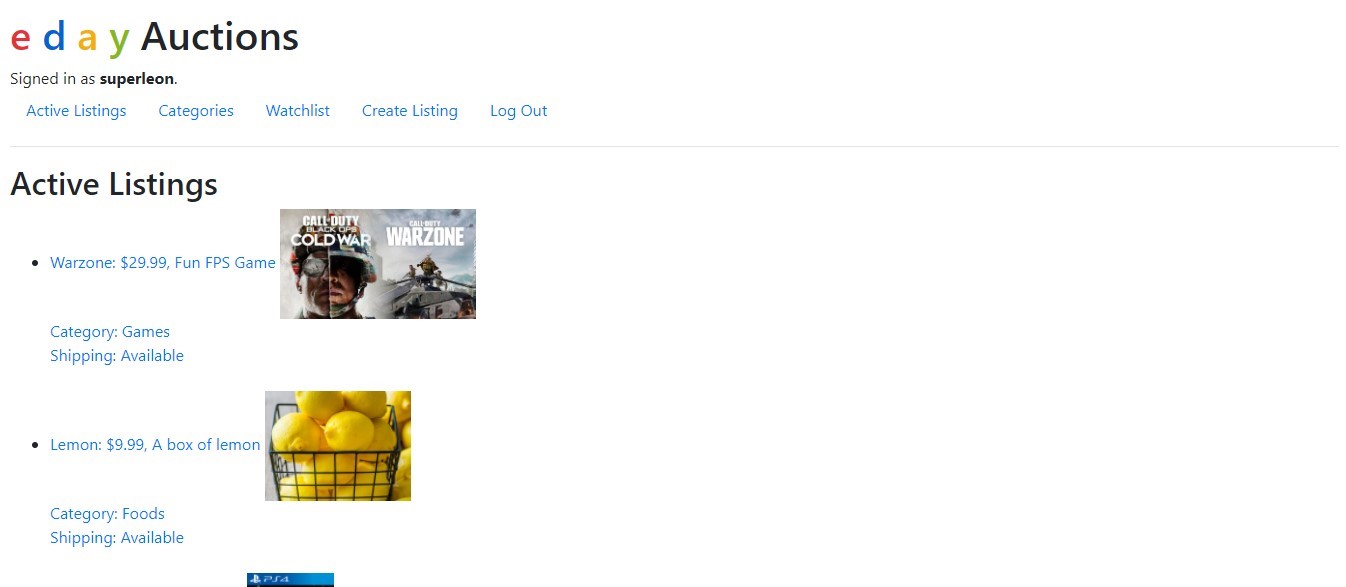 e d a y Auctions
Signed in as superleon.
Active Listings Categories Watchlist Create Listing Log Out
Active Listings
CALL OF DUTY
BLACK OPS
COLD WAR
CALL OF DUTY
WARZONE
Warzone: $29.99, Fun FPS Game
Category: Games
Shipping: Available
Lemon: $9.99, A box of lemon
Category: Foods
Shipping: Available
PS4